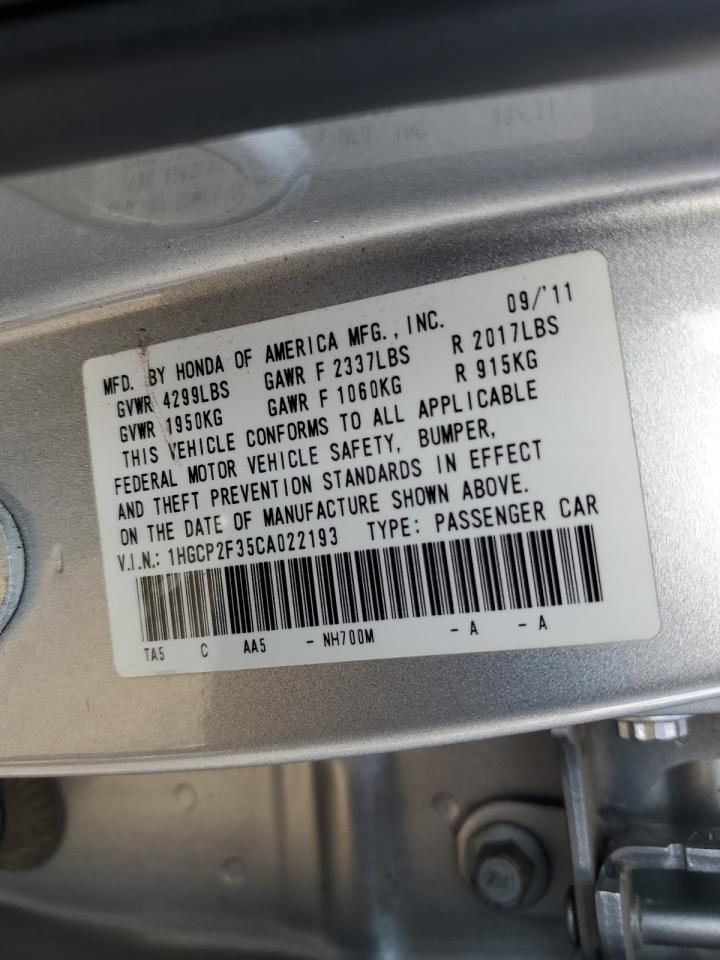 MFD. BY HONDA OF AMERICA MFG., INC. 09/'11
GVWR 4299LBS GAWR F 2337LBS R 2017LBS
GVWR 1950KG GAWR F 1060KG R 915KG
THIS VEHICLE CONFORMS TO ALL APPLICABLE
FEDERAL MOTOR VEHICLE SAFETY, BUMPER,
AND THEFT PREVENTION STANDARDS IN EFFECT
ON THE DATE OF MANUFACTURE SHOWN ABOVE.
V.I.N.: 1HGCP2F35CA022193 TYPE: PASSENGER CAR
TA5 C AA5 - NH700M - A - A